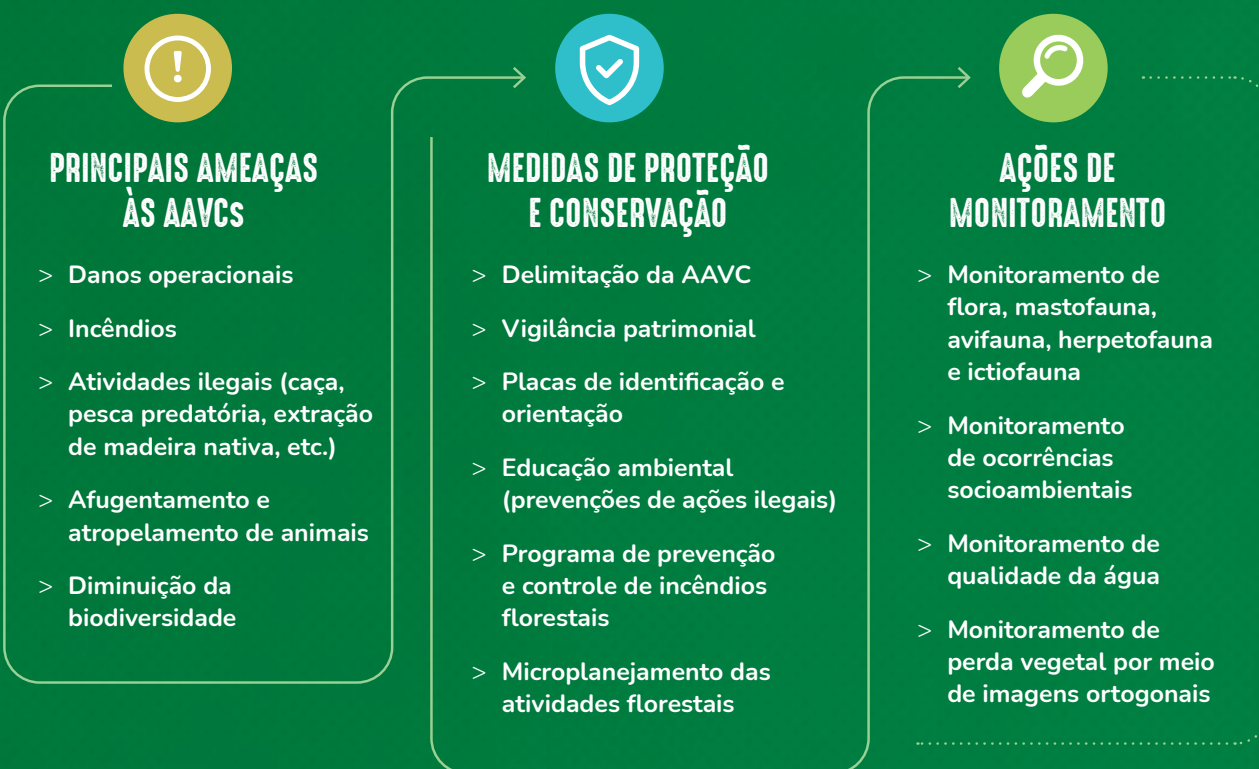 PRINCIPAIS AMEAÇAS
ÀS AAVCs
> Danos operacionais
> Incêndios
> Atividades ilegais (caça,
pesca predatória, extração
de madeira nativa, etc.)
> Afugentamento e
atropelamento de animais
> Diminuição da
biodiversidade
MEDIDAS DE PROTEÇÃO
E CONSERVAÇÃO
> Delimitação da AAVC
> Vigilância patrimonial
> Placas de identificação e
orientação
> Educação ambiental
(prevenções de ações ilegais)
> Programa de prevenção
e controle de incêndios
florestais
> Microplanejamento das
atividades florestais
AÇÕES DE
MONITORAMENTO
> Monitoramento de
flora, mastofauna,
avifauna, herpetofauna
e ictiofauna
> Monitoramento
de ocorrências
socioambientais
> Monitoramento de
qualidade da água
> Monitoramento de
perda vegetal por meio
de imagens ortogonais